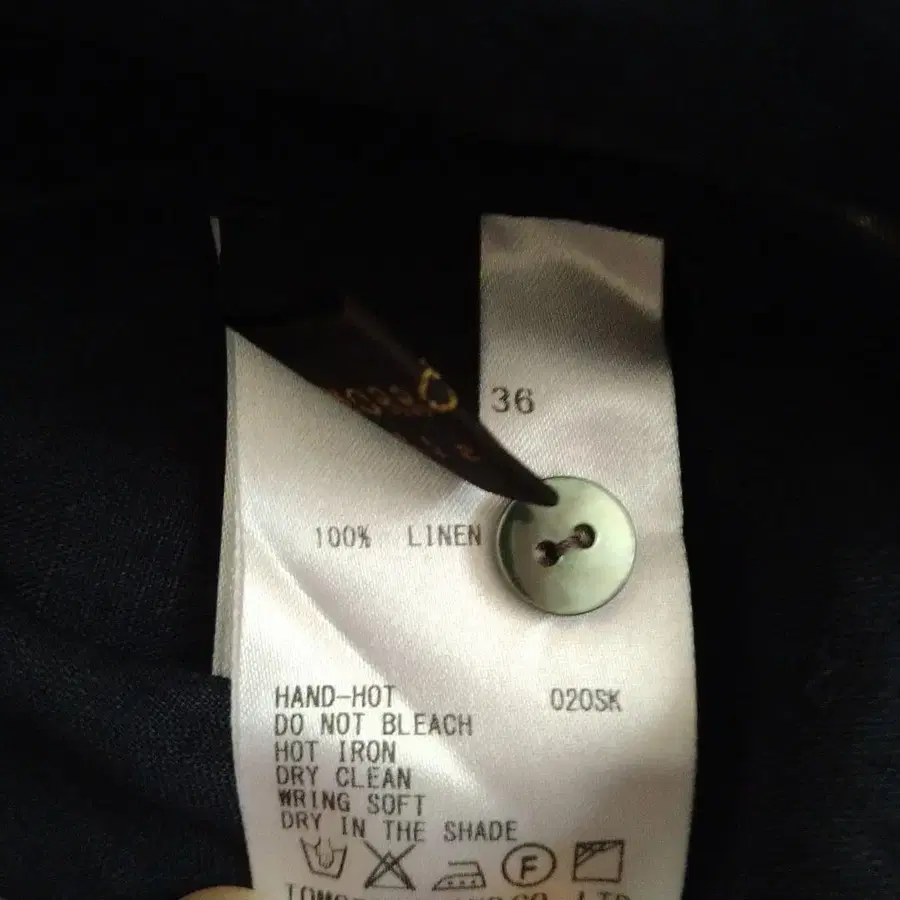 36
100% LINEN
HAND-HOT 020SK
DO NOT BLEACH
HOT IRON
DRY CLEAN
WRING SOFT
DRY IN THE SHADE
F